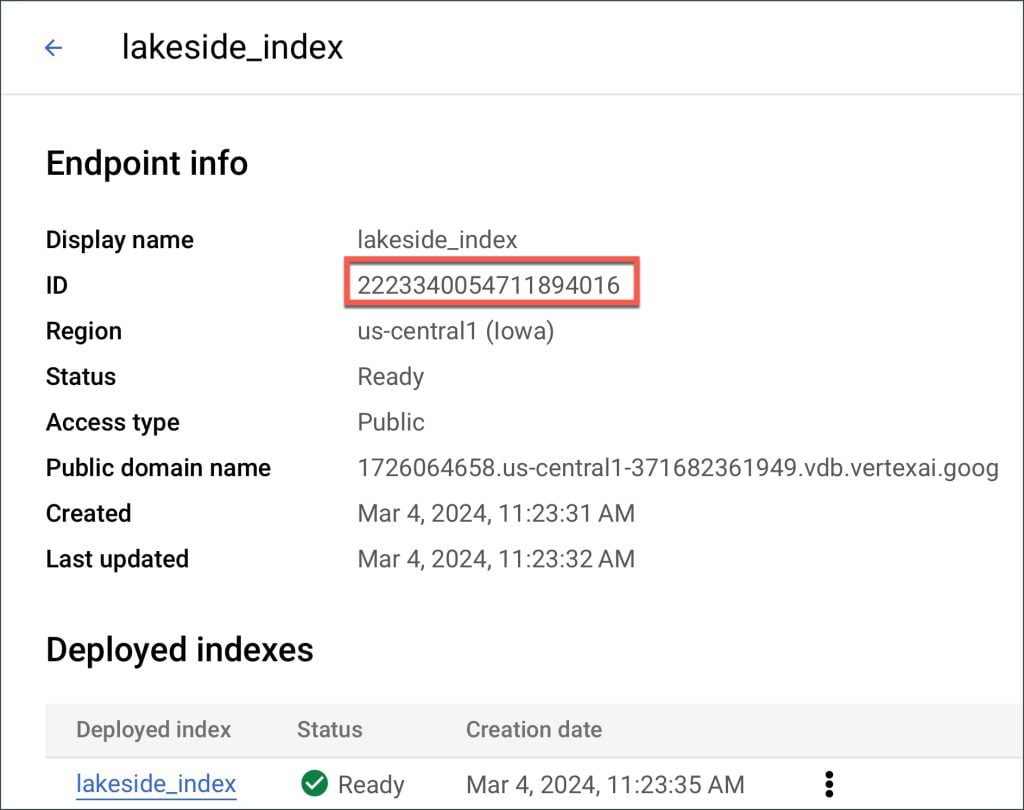 lakeside_index
Endpoint info
Display name lakeside_index
ID 2223340054711894016
Region us-central1 (Iowa)
Status Ready
Access type Public
Public domain name 1726064658.us-central1-371682361949.vdb.vertexai.goog
Created Mar 4, 2024, 11:23:31 AM
Last updated Mar 4, 2024, 11:23:32 AM
Deployed indexes
Deployed index Status Creation date
lakeside_index Ready Mar 4, 2024, 11:23:35 AM